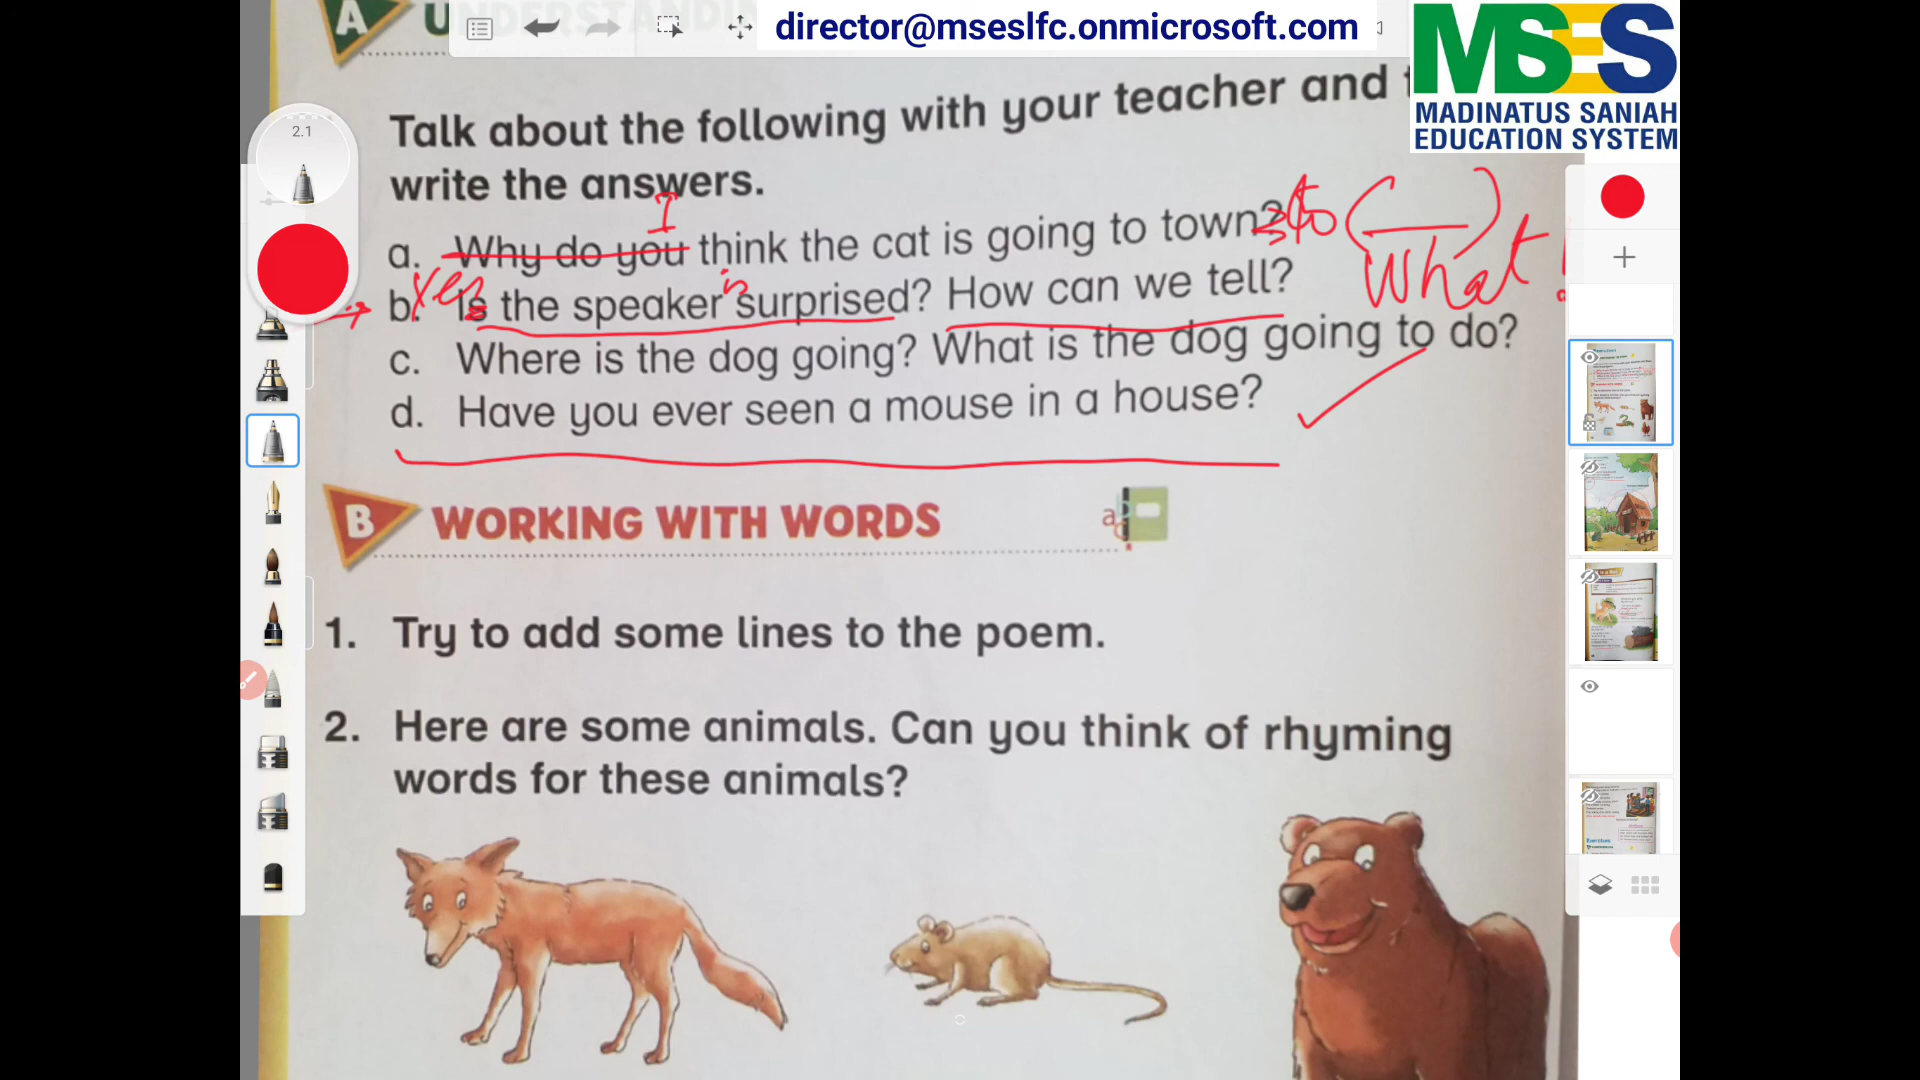 A UNDERSTANDIN
director@mseslfc.onmicrosoft.com
MSES
MADINATUS SANIAH
EDUCATION SYSTEM
2.1
Talk about the following with your teacher and
write the answers.
I
a. Why do you think the cat is going to town? to ( )
Yes is What!
b. Is the speaker surprised? How can we tell?
c. Where is the dog going? What is the dog going to do?
d. Have you ever seen a mouse in a house?
B WORKING WITH WORDS
1. Try to add some lines to the poem.
2. Here are some animals. Can you think of rhyming
words for these animals?